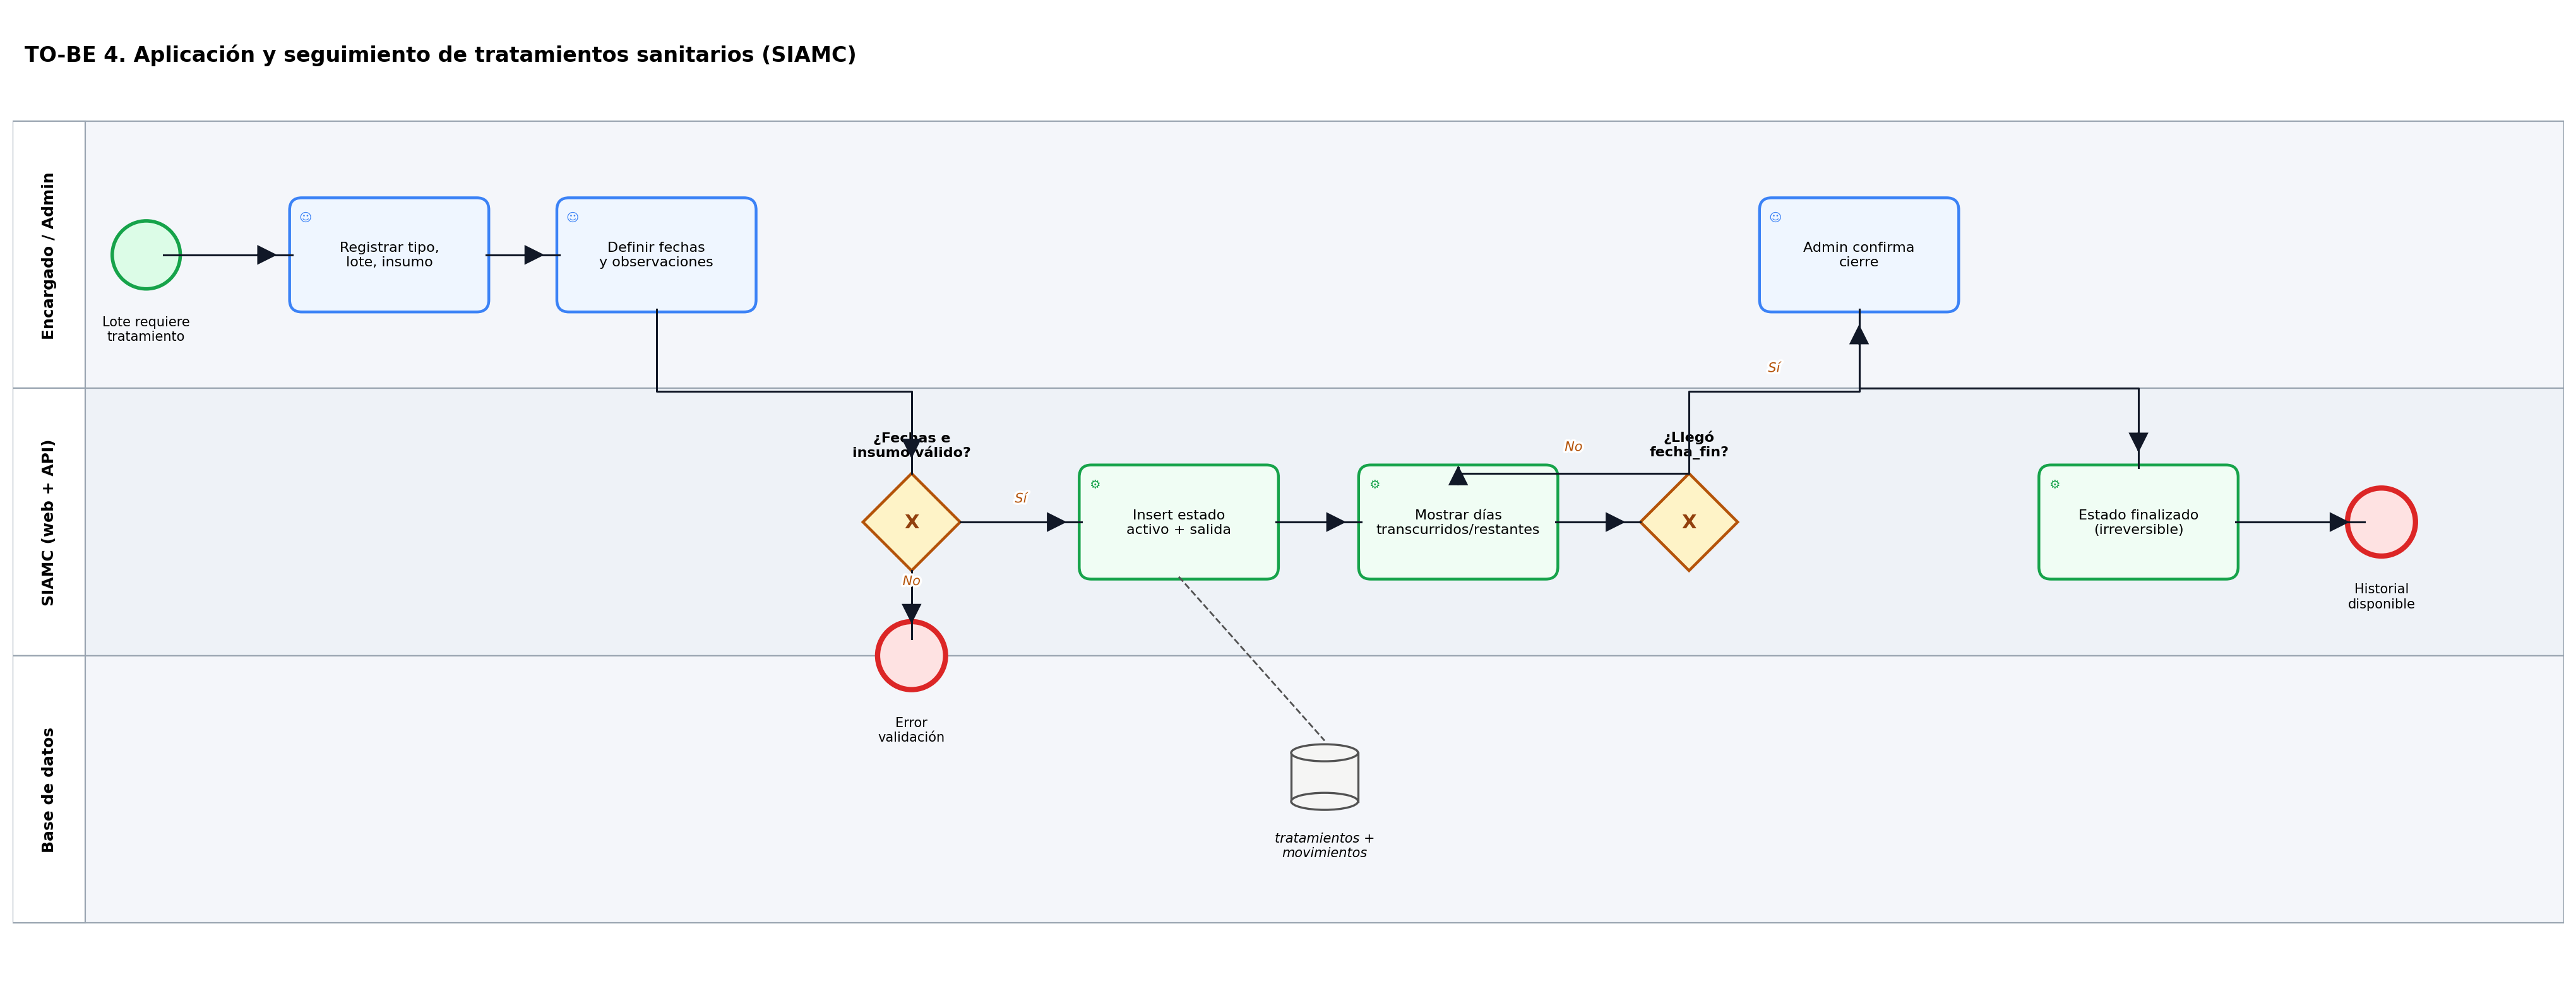 TO-BE 4. Aplicación y seguimiento de tratamientos sanitarios (SIAMC)
Encargado / Admin
Lote requiere
tratamiento
Registrar tipo,
lote, insumo
Definir fechas
y observaciones
Admin confirma
cierre
Sí
SIAMC (web + API)
¿Fechas e
insumo válido?
X
Sí
No
Error
validación
Insert estado
activo + salida
Mostrar días
transcurridos/restantes
No
¿Llegó
fecha_fin?
X
Estado finalizado
(irreversible)
Historial
disponible
Base de datos
tratamientos +
movimientos